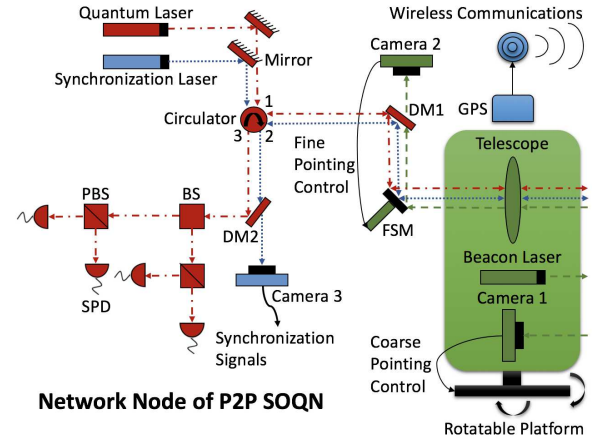 Quantum Laser
Synchronization Laser
Mirror
Circulator
1
3
2
Camera 2
Wireless Communications
GPS
DM1
Fine
Pointing
Control
FSM
Telescope
Beacon Laser
Camera 1
Coarse
Pointing
Control
Rotatable Platform
PBS
BS
DM2
SPD
Camera 3
Synchronization
Signals
Network Node of P2P SOQN